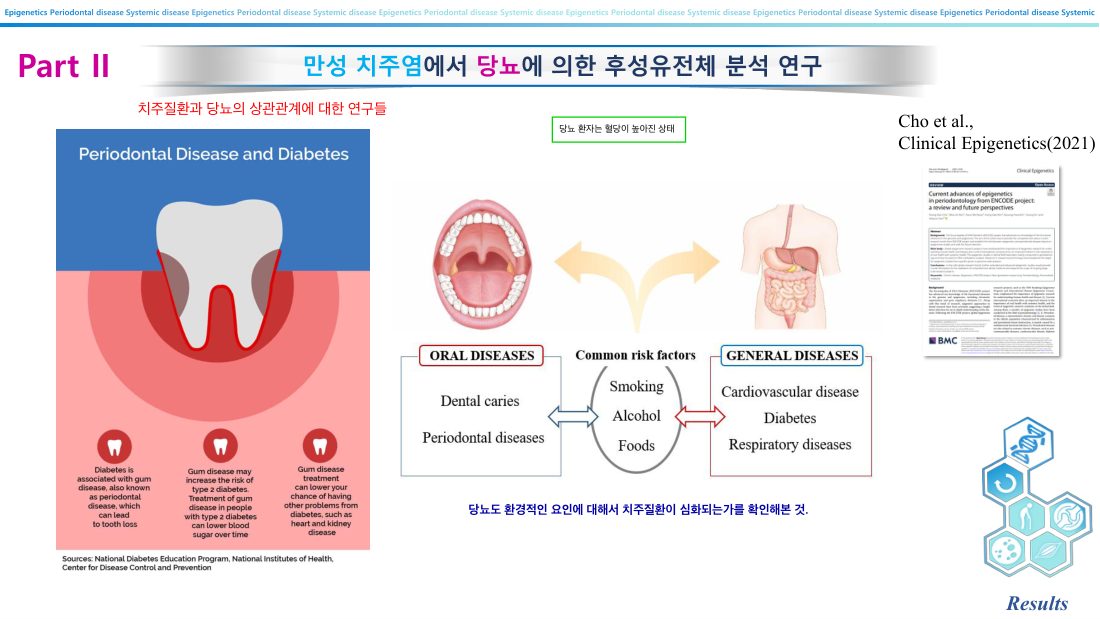 Epigenetics Periodontal disease Systemic disease Epigenetics Periodontal disease Systemic disease Epigenetics Periodontal disease Systemic disease Epigenetics Periodontal disease Systemic disease Epigenetics Periodontal disease Systemic disease Epigenetics Periodontal disease Systemic
Part II
만성 치주염에서 당뇨에 의한 후성유전체 분석 연구
치주질환과 당뇨의 상관관계에 대한 연구들
당뇨 환자는 혈당이 높아진 상태
Cho et al.,
Clinical Epigenetics(2021)
Periodontal Disease and Diabetes
Diabetes is
associated with gum
disease, also known
as periodontal
disease, which
can lead
to tooth loss
Gum disease may
increase the risk of
type 2 diabetes.
Treatment of gum
disease in people
with type 2 diabetes
can lower blood
sugar over time
Gum disease
treatment
can lower your
chance of having
other problems from
diabetes, such as
heart and kidney
disease
Sources: National Diabetes Education Program, National Institutes of Health,
Center for Disease Control and Prevention
ORAL DISEASES
Dental caries
Periodontal diseases
Common risk factors
Smoking
Alcohol
Foods
GENERAL DISEASES
Cardiovascular disease
Diabetes
Respiratory diseases
당뇨도 환경적인 요인에 대해서 치주질환이 심화되는가를 확인해본 것.
Clinical Epigenetics
REVIEW
Open Access
Current advances of epigenetics
in periodontology from ENCODE project:
a review and future perspectives
BMC
Results